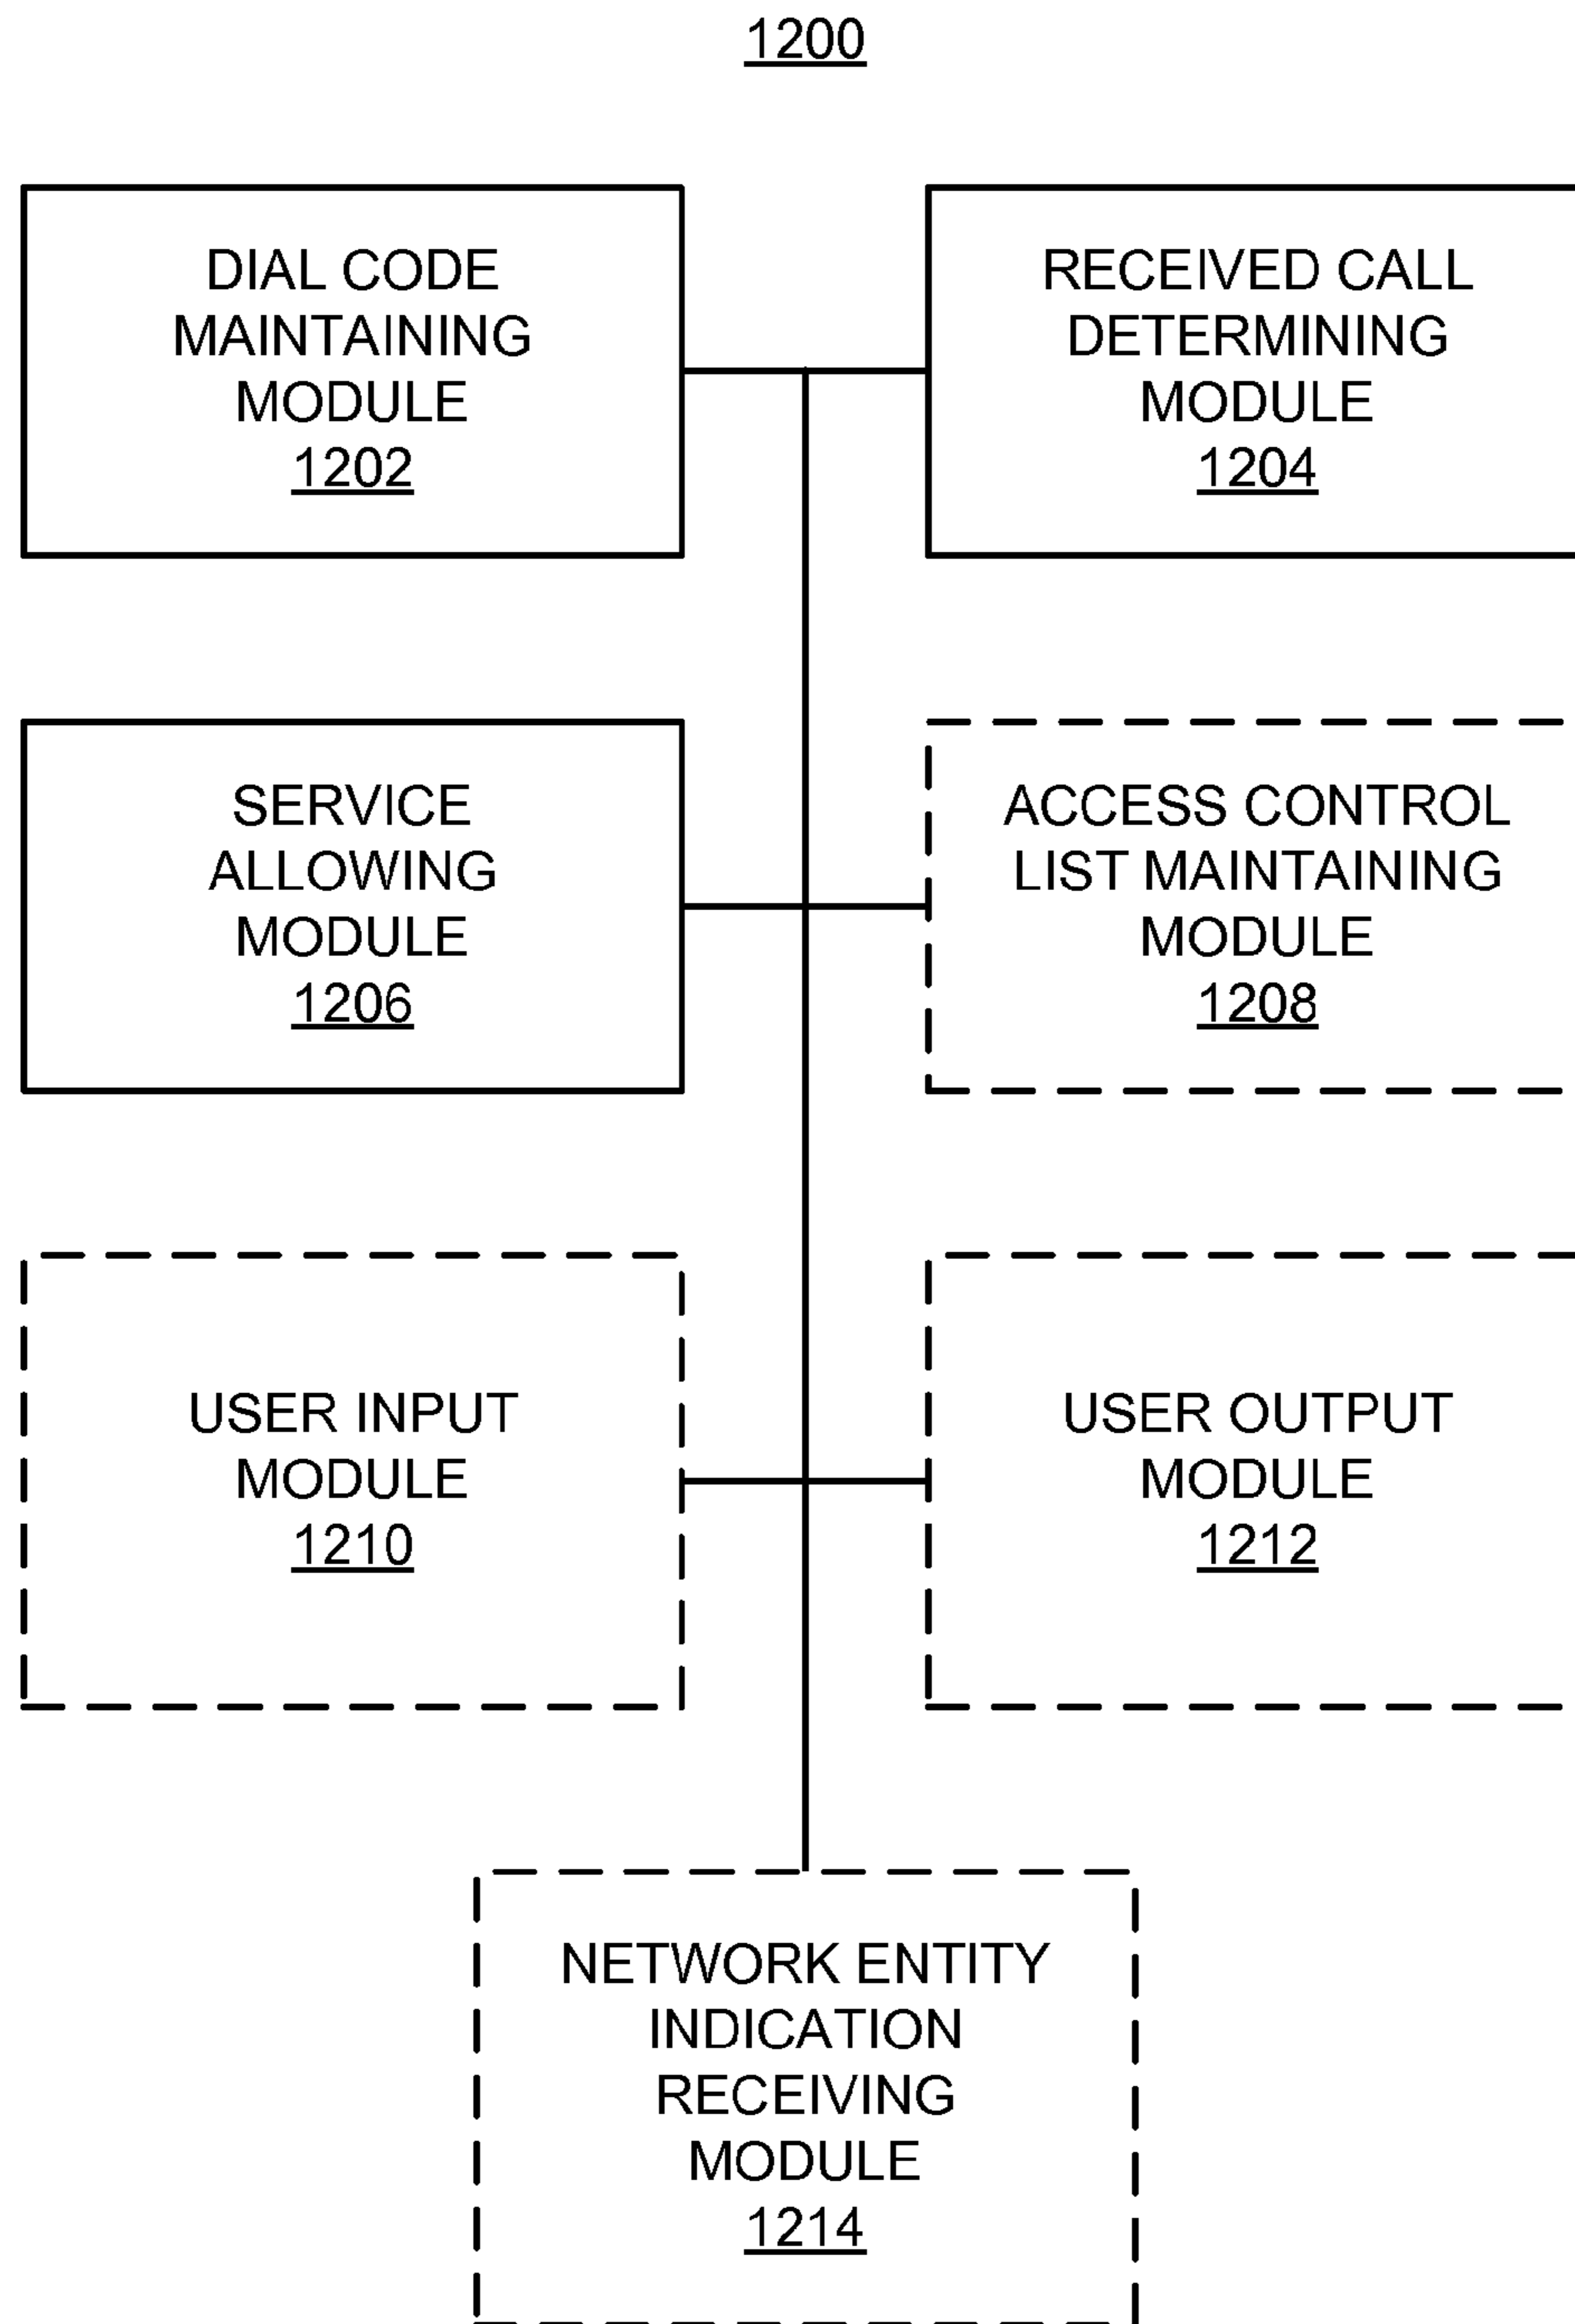 1200
DIAL CODE
MAINTAINING
MODULE
1202
RECEIVED CALL
DETERMINING
MODULE
1204
SERVICE
ALLOWING
MODULE
1206
ACCESS CONTROL
LIST MAINTAINING
MODULE
1208
USER INPUT
MODULE
1210
USER OUTPUT
MODULE
1212
NETWORK ENTITY
INDICATION
RECEIVING
MODULE
1214